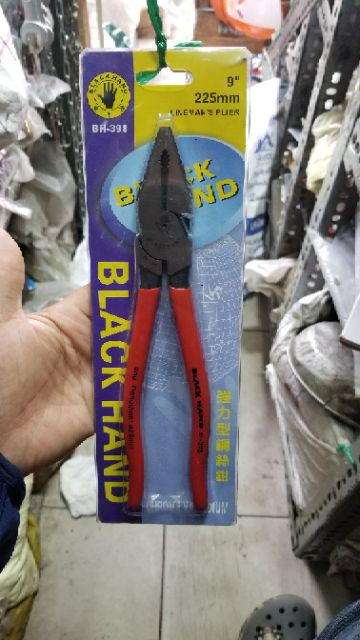 BLACK HAND
BH-398
9"
225mm
LINEMAN'S PLIER
BLACK
HAND
BLACK HAND
BLACK HAND
強力型鋼絲鉗